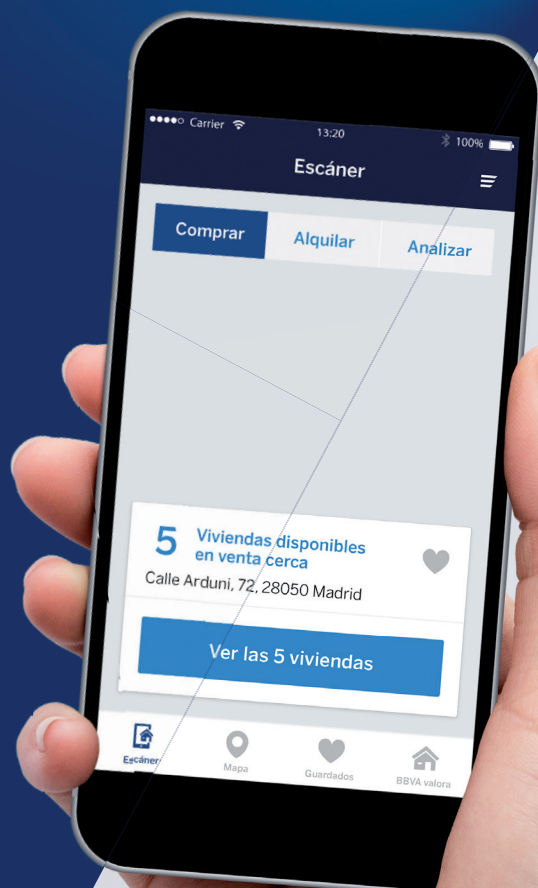 Carrier
13:20
100%
Escáner
Comprar
Alquilar
Analizar
5
Viviendas disponibles
en venta cerca
Calle Arduni, 72, 28050 Madrid
Ver las 5 viviendas
Escáner
Mapa
Guardados
BBVA valora